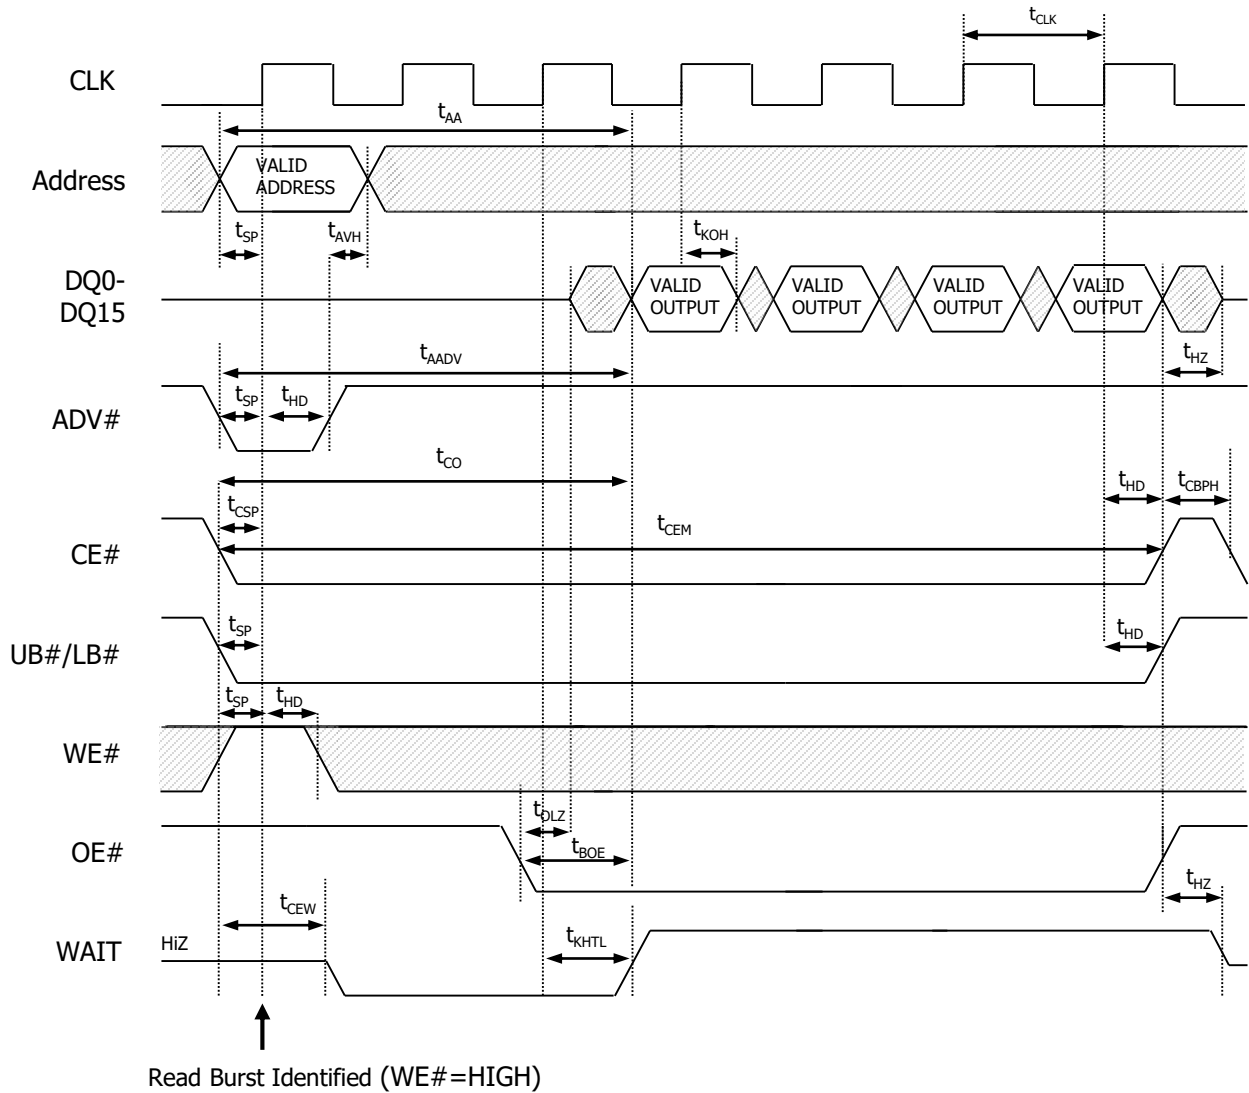 tCLK
CLK
tAA
Address
VALID
ADDRESS
tSP
tAVH
tKOH
DQ0-
DQ15
VALID
OUTPUT
VALID
OUTPUT
VALID
OUTPUT
VALID
OUTPUT
tHZ
tAADV
ADV#
tSP
tHD
tCO
tHD
tCBPH
tCSP
tCEM
CE#
tSP
UB#/LB#
tHD
tSP
tHD
WE#
tOLZ
OE#
tBOE
tHZ
tCEW
WAIT
HiZ
tKHTL
Read Burst Identified (WE#=HIGH)